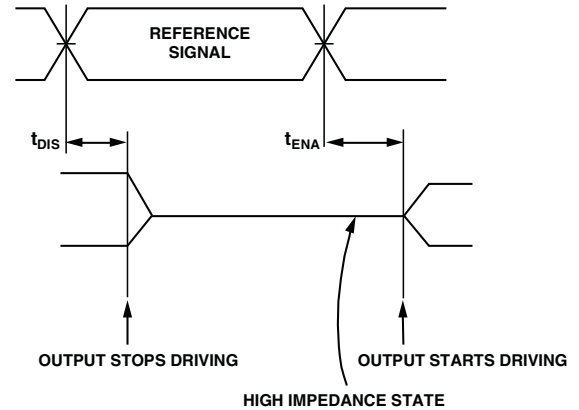 REFERENCE
SIGNAL
tDIS
tENA
OUTPUT STOPS DRIVING
OUTPUT STARTS DRIVING
HIGH IMPEDANCE STATE